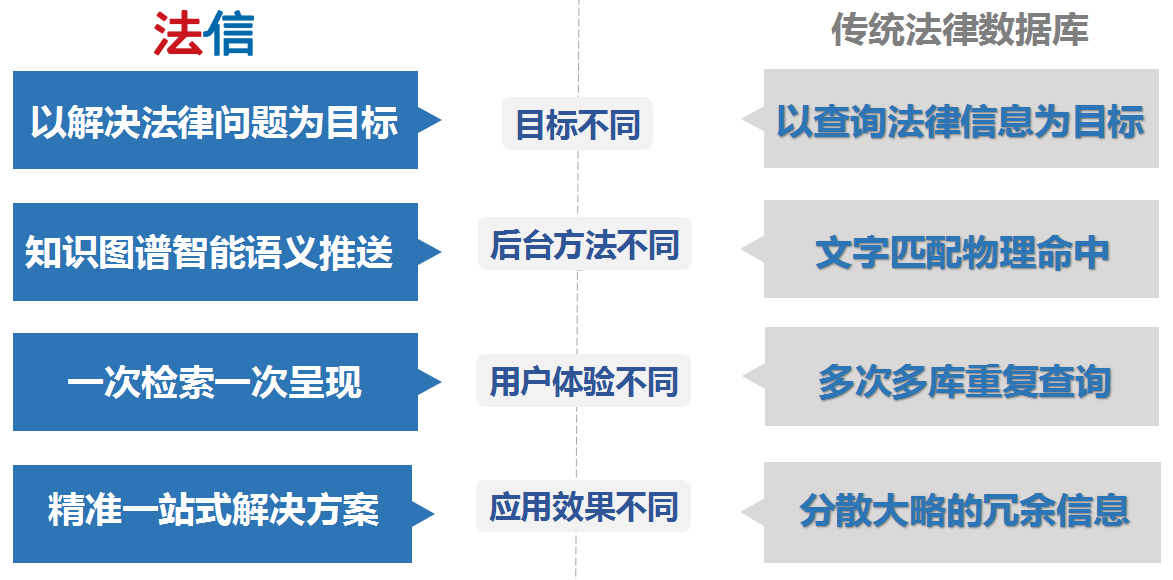 法信
传统法律数据库
以解决法律问题为目标
目标不同
以查询法律信息为目标
知识图谱智能语义推送
后台方法不同
文字匹配物理命中
一次检索一次呈现
用户体验不同
多次多库重复查询
精准一站式解决方案
应用效果不同
分散大略的冗余信息